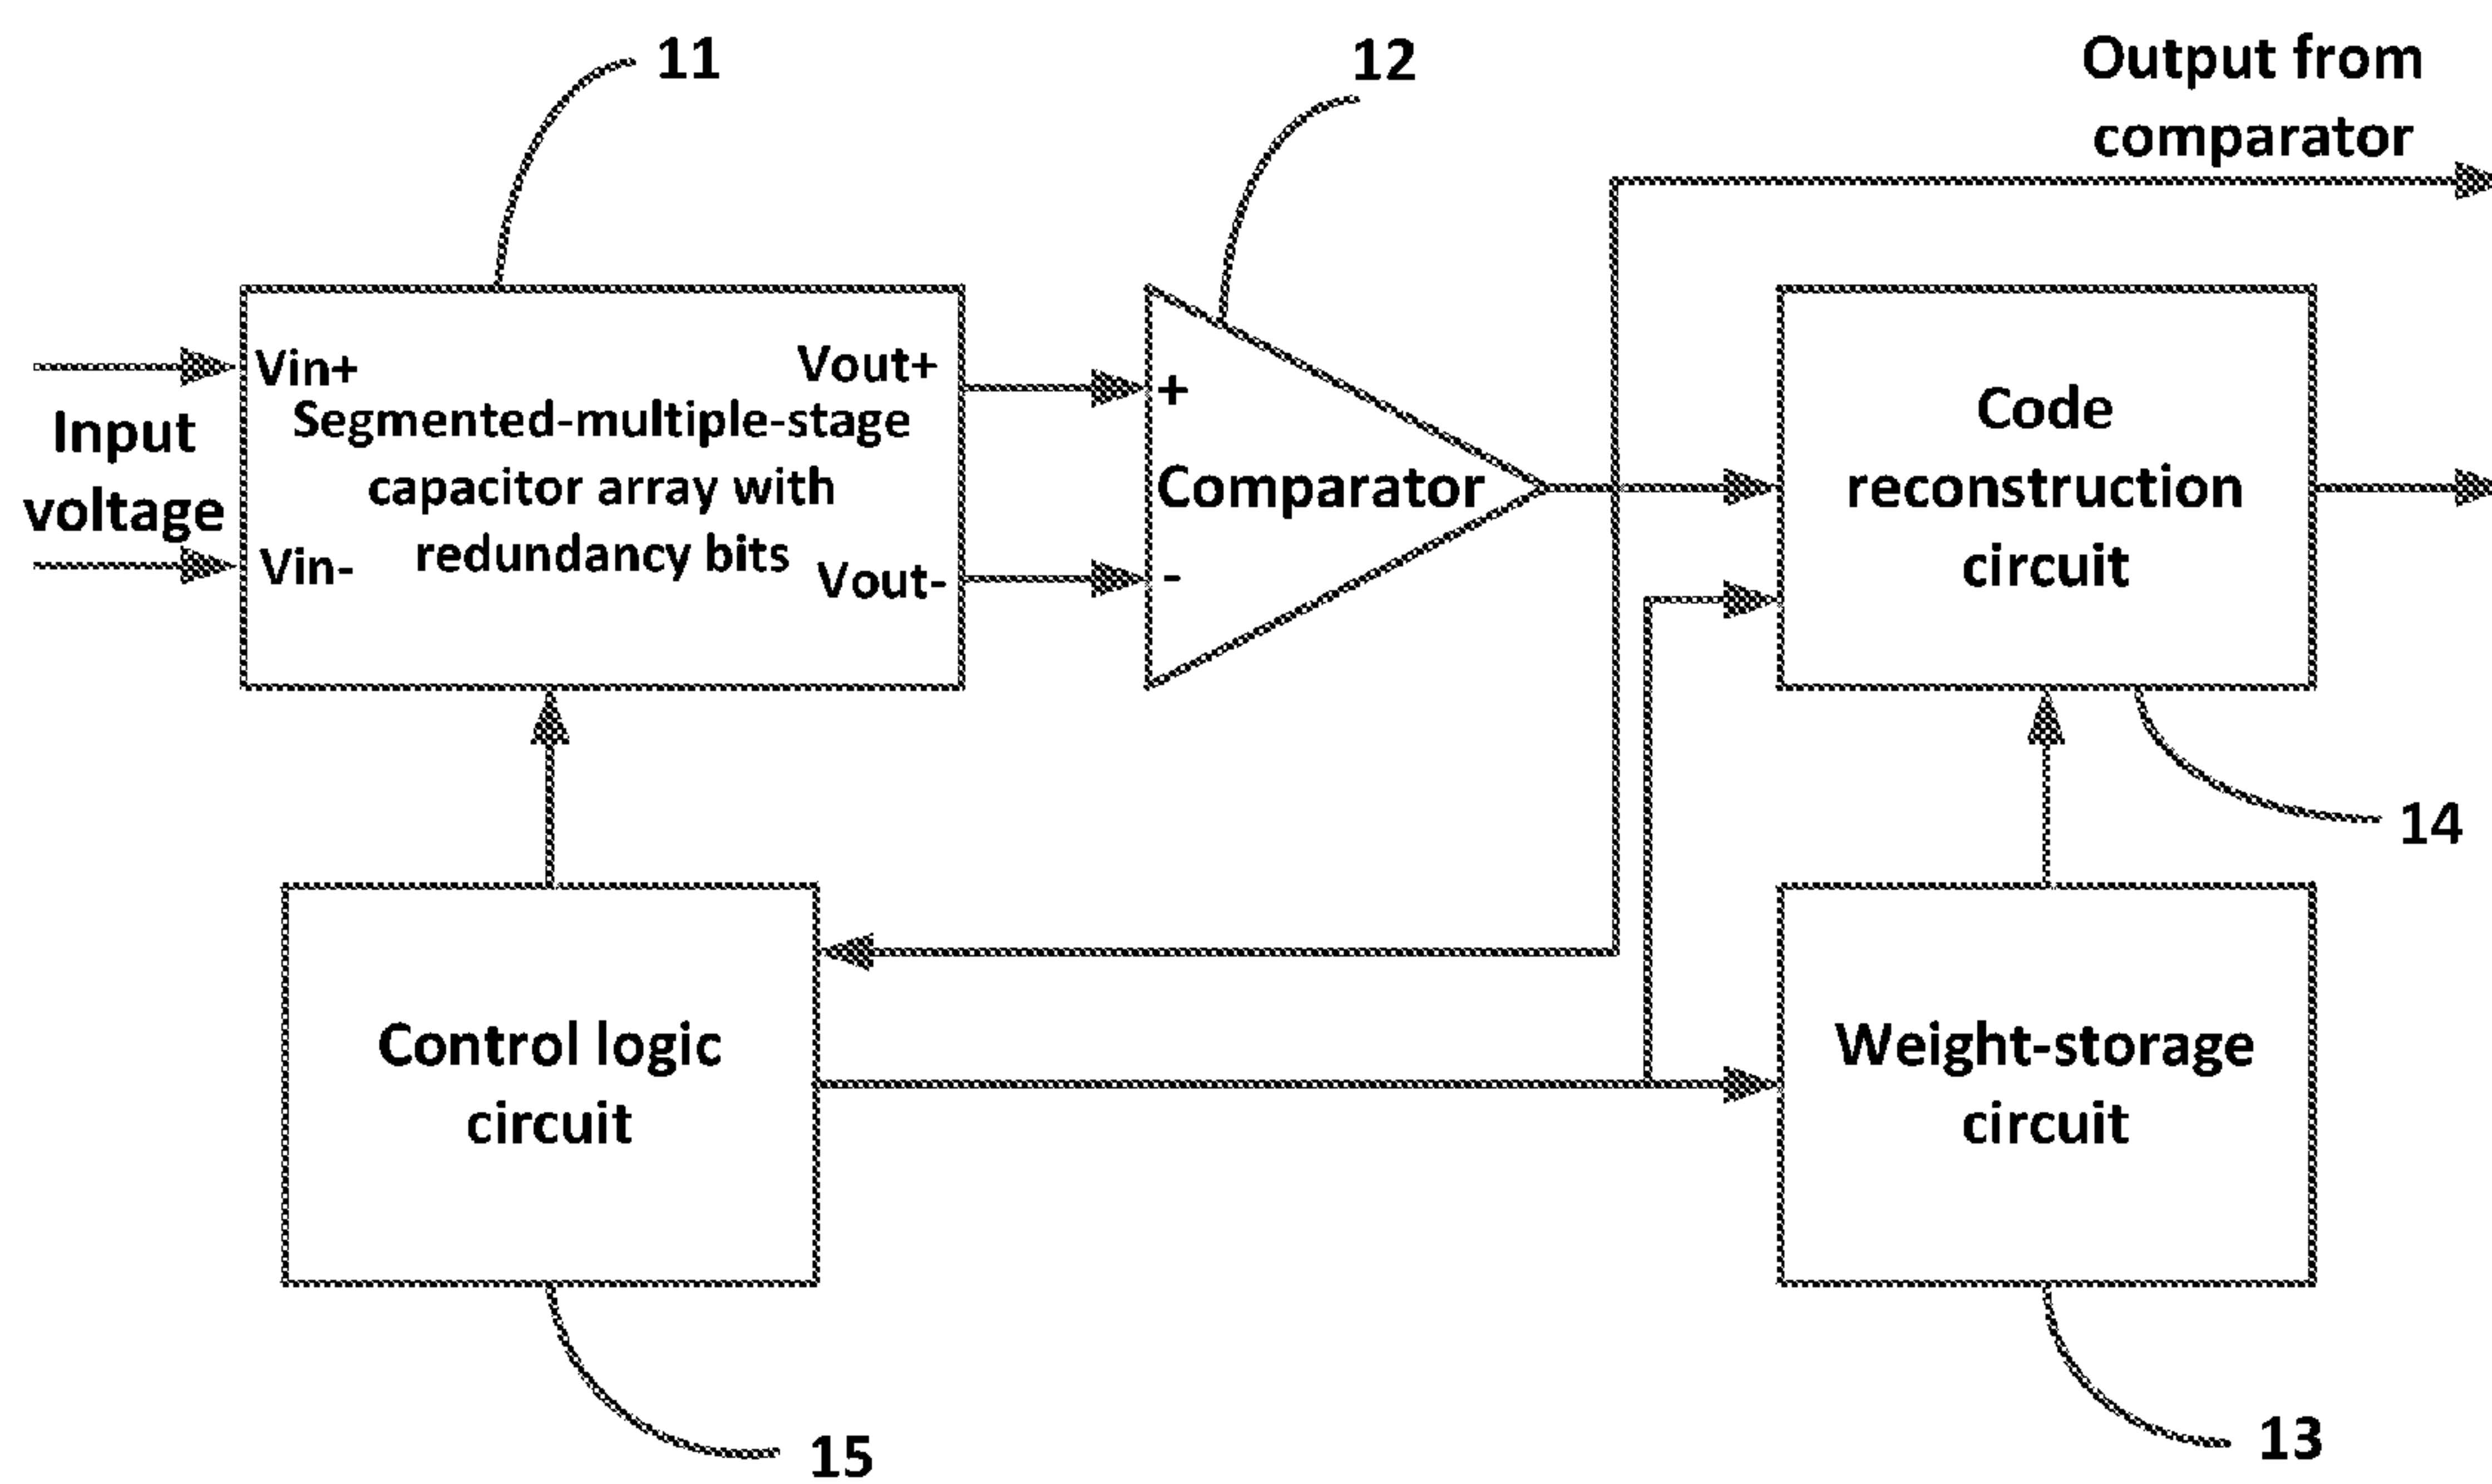 11
12
Output from
comparator
Vin+
Vout+
Input
voltage
Segmented-multiple-stage
capacitor array with
redundancy bits
Vin-
Vout-
+
Comparator
-
Code
reconstruction
circuit
14
Control logic
circuit
Weight-storage
circuit
15
13